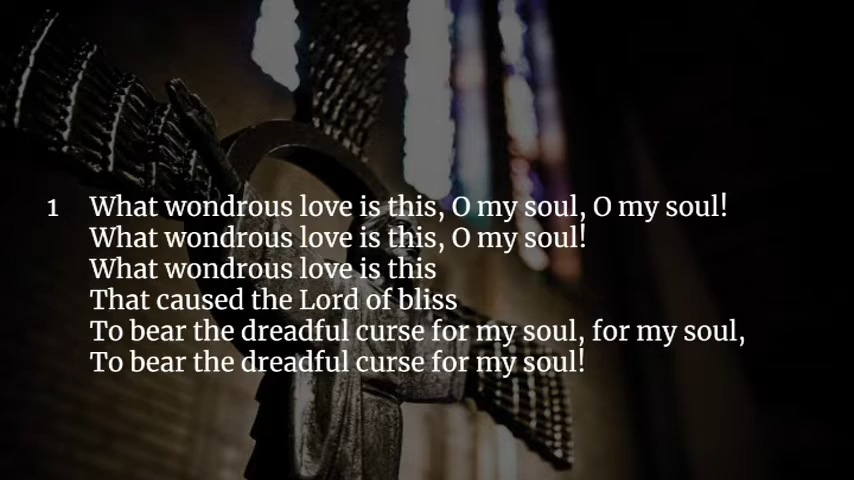 1 What wondrous love is this, O my soul, O my soul!
What wondrous love is this, O my soul!
What wondrous love is this
That caused the Lord of bliss
To bear the dreadful curse for my soul, for my soul,
To bear the dreadful curse for my soul!